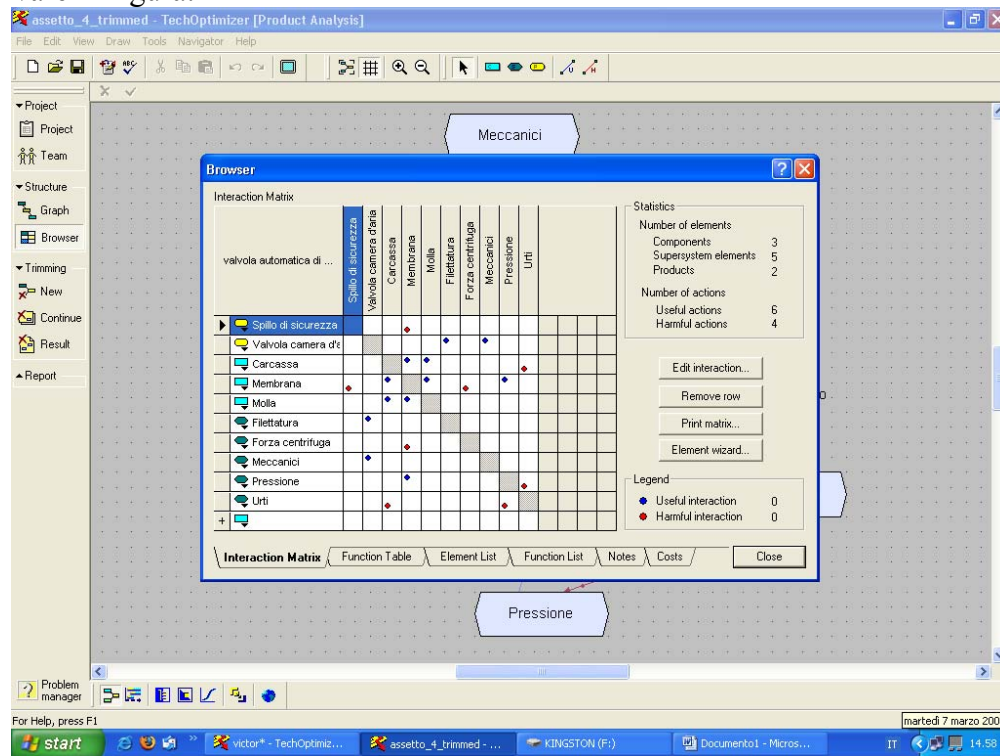 assetto_4_trimmed - TechOptimizer [Product Analysis]
File Edit View Draw Tools Navigator Help
Project
Project
Team
Structure
Graph
Browser
Trimming
New
Continue
Result
Report
Meccanici
Browser
Interaction Matrix
valvola automatica di ...
Spillo di sicurezza
Valvola camera d'aria
Carcassa
Membrana
Molla
Filettatura
Forza centrifuga
Meccanici
Pressione
Urti
Spillo di sicurezza
Valvola camera d'a
Carcassa
Membrana
Molla
Filettatura
Forza centrifuga
Meccanici
Pressione
Urti
Statistics
Number of elements
Components 3
Supersystem elements 5
Products 2
Number of actions
Useful actions 6
Harmful actions 4
Edit interaction...
Remove row
Print matrix...
Element wizard...
Legend
Useful interaction 0
Harmful interaction 0
Interaction Matrix Function Table Element List Function List Notes Costs Close
Pressione
Problem manager
For Help, press F1
martedì 7 marzo 200
start victor* - TechOptimiz... assetto_4_trimmed - ... KINGSTON (F:) Documento1 - Micros... IT 14.58